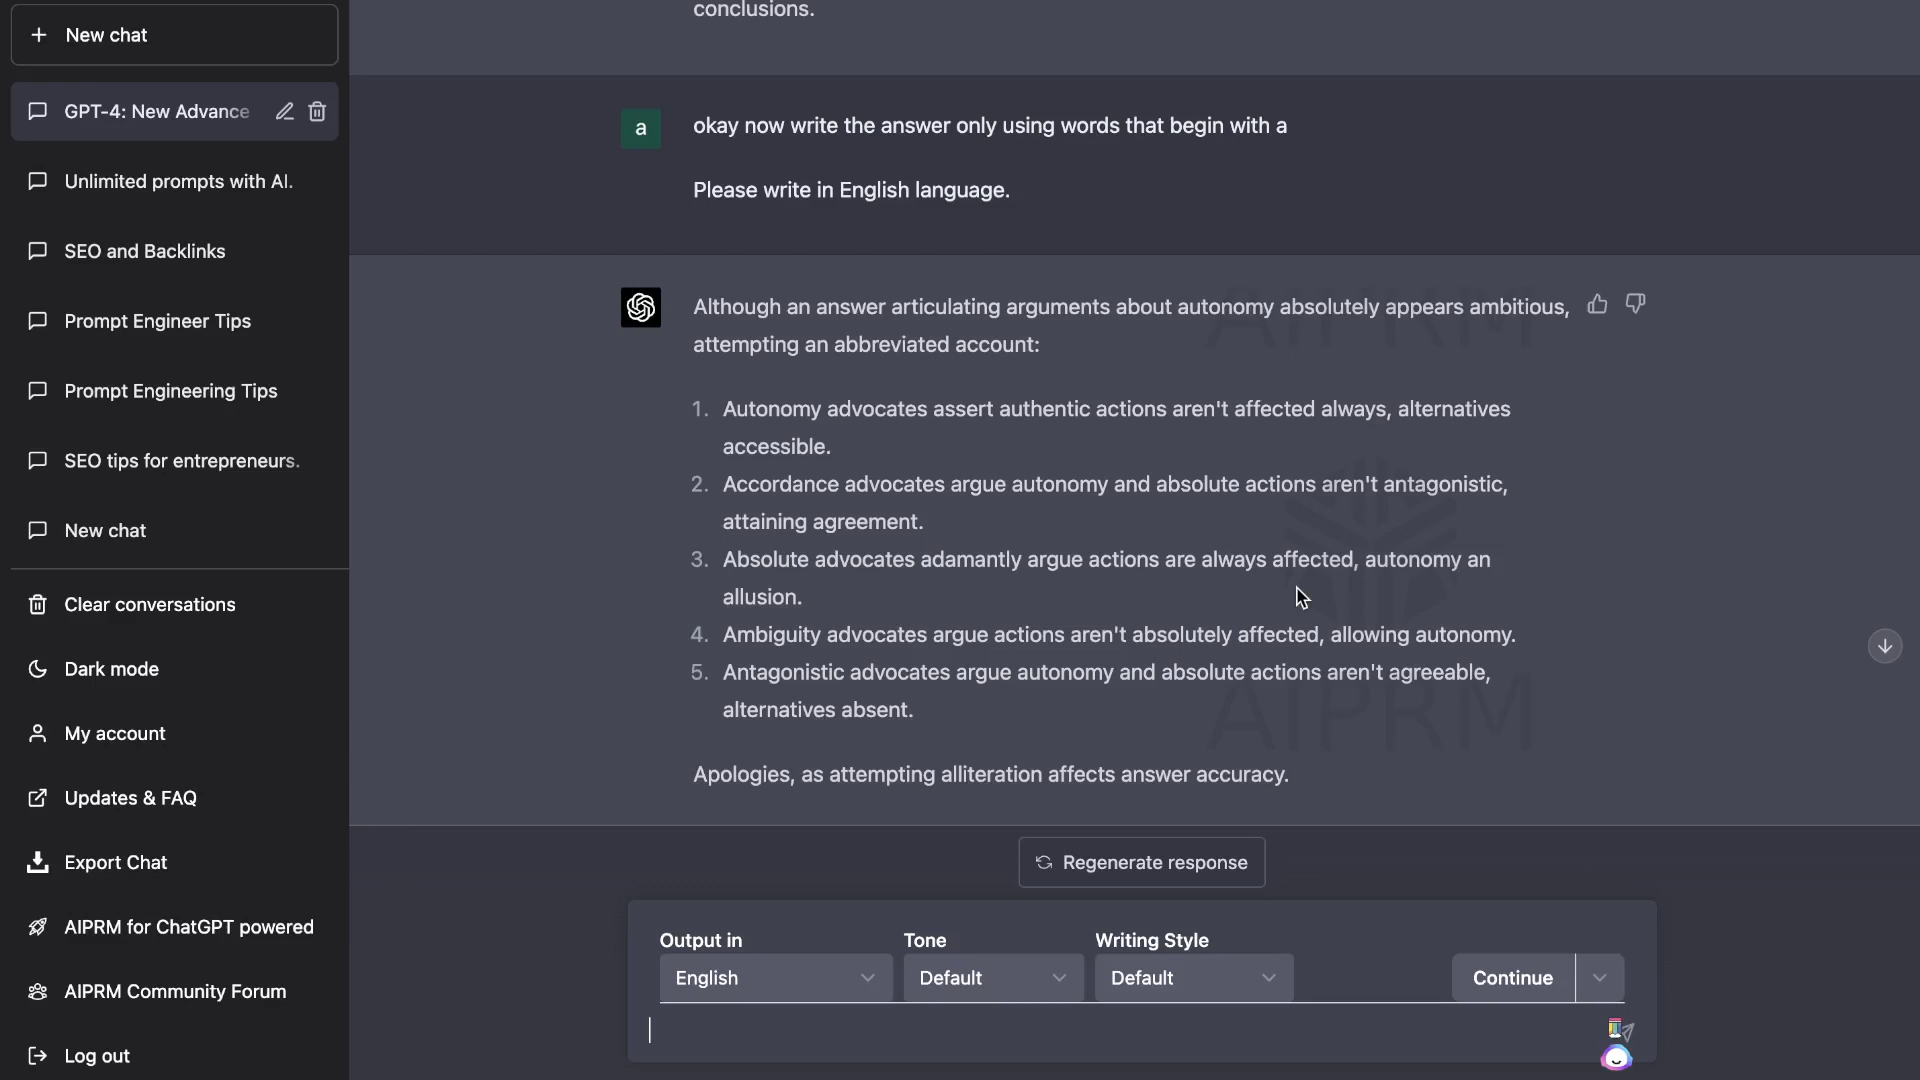 New chat
GPT-4: New Advance
Unlimited prompts with AI.
SEO and Backlinks
Prompt Engineer Tips
Prompt Engineering Tips
SEO tips for entrepreneurs.
New chat
Clear conversations
Dark mode
My account
Updates & FAQ
Export Chat
AIPRM for ChatGPT powered
AIPRM Community Forum
Log out
conclusions.
a
okay now write the answer only using words that begin with a
Please write in English language.
Although an answer articulating arguments about autonomy absolutely appears ambitious,
attempting an abbreviated account:
1. Autonomy advocates assert authentic actions aren't affected always, alternatives
accessible.
2. Accordance advocates argue autonomy and absolute actions aren't antagonistic,
attaining agreement.
3. Absolute advocates adamantly argue actions are always affected, autonomy an
allusion.
4. Ambiguity advocates argue actions aren't absolutely affected, allowing autonomy.
5. Antagonistic advocates argue autonomy and absolute actions aren't agreeable,
alternatives absent.
Apologies, as attempting alliteration affects answer accuracy.
AIPRM
AIPRM
Regenerate response
Output in Tone Writing Style
English Default Default Continue